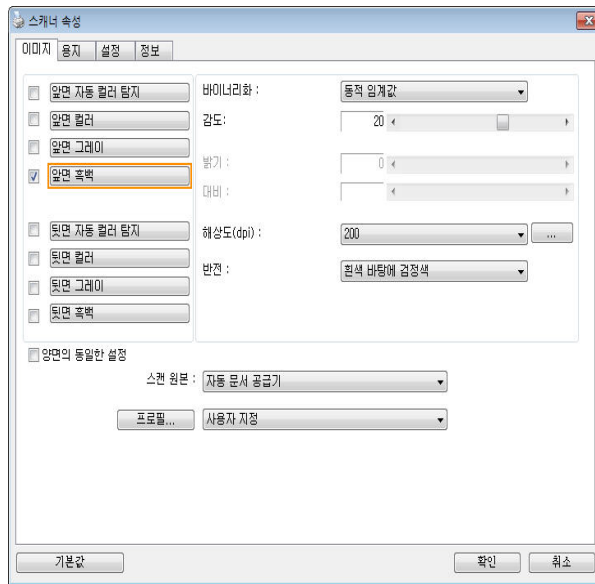 스캐너 속성
이미지 용지 설정 정보
앞면 자동 컬러 탐지
앞면 컬러
앞면 그레이
앞면 흑백
뒷면 자동 컬러 탐지
뒷면 컬러
뒷면 그레이
뒷면 흑백
바이너리화 : 동적 임계값
감도: 20
밝기 : 0
대비 :
해상도(dpi) : 200 ...
반전 : 흰색 바탕에 검정색
양면의 동일한 설정
스캔 원본 : 자동 문서 공급기
프로필... 사용자 지정
기본값 확인 취소